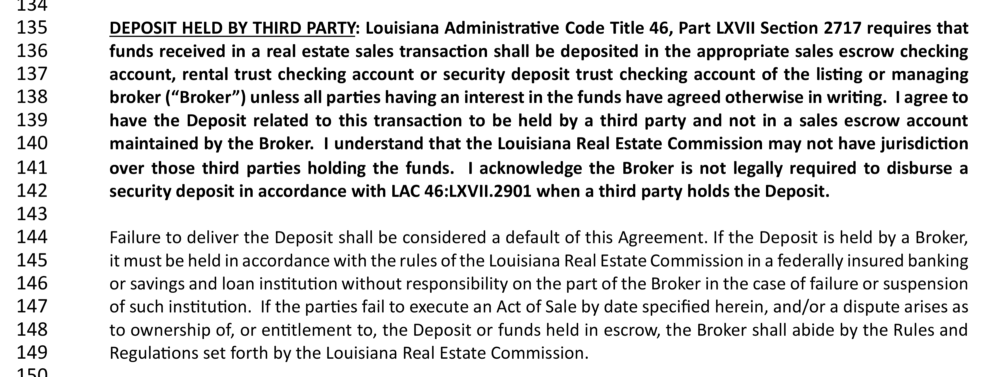 134
135 DEPOSIT HELD BY THIRD PARTY: Louisiana Administrative Code Title 46, Part LXVII Section 2717 requires that
136 funds received in a real estate sales transaction shall be deposited in the appropriate sales escrow checking
137 account, rental trust checking account or security deposit trust checking account of the listing or managing
138 broker (“Broker”) unless all parties having an interest in the funds have agreed otherwise in writing.  I agree to
139 have the Deposit related to this transaction to be held by a third party and not in a sales escrow account
140 maintained by the Broker.  I understand that the Louisiana Real Estate Commission may not have jurisdiction
141 over those third parties holding the funds.  I acknowledge the Broker is not legally required to disburse a
142 security deposit in accordance with LAC 46:LXVII.2901 when a third party holds the Deposit.
143
144 Failure to deliver the Deposit shall be considered a default of this Agreement. If the Deposit is held by a Broker,
145 it must be held in accordance with the rules of the Louisiana Real Estate Commission in a federally insured banking
146 or savings and loan institution without responsibility on the part of the Broker in the case of failure or suspension
147 of such institution.  If the parties fail to execute an Act of Sale by date specified herein, and/or a dispute arises as
148 to ownership of, or entitlement to, the Deposit or funds held in escrow, the Broker shall abide by the Rules and
149 Regulations set forth by the Louisiana Real Estate Commission.
150